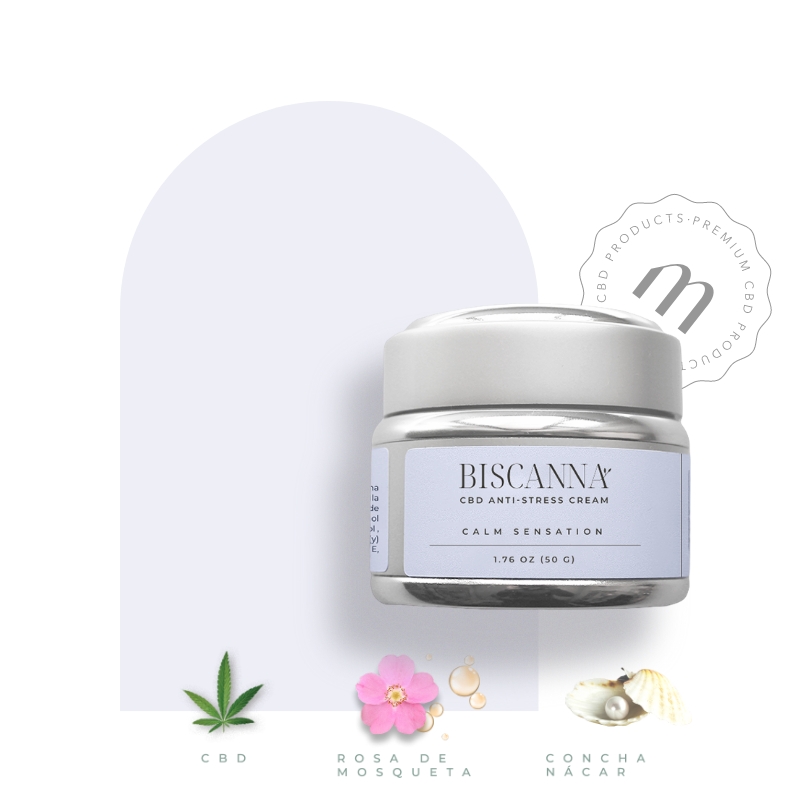 CBD PRODUCTS·PREMIUM CBD PRODUCT
m
BISCANNA
CBD ANTI-STRESS CREAM
CALM SENSATION
1.76 OZ (50 G)
CBD
ROSA DE
MOSQUETA
CONCHA
NÁCAR